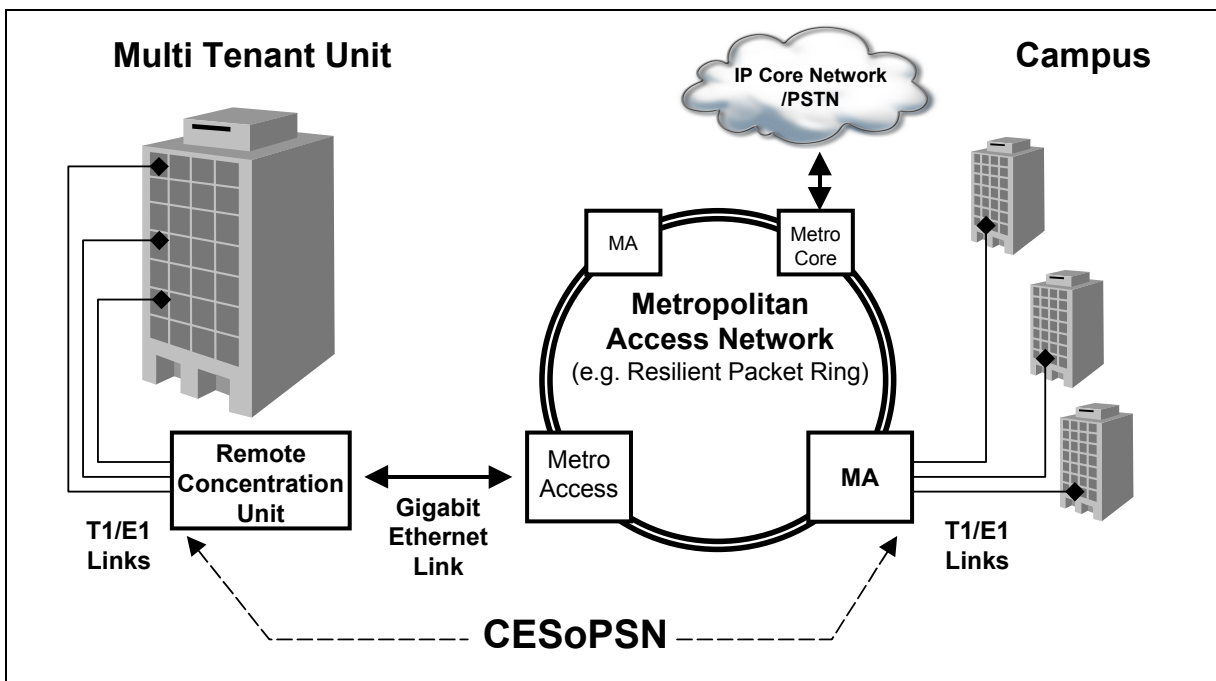 Multi Tenant Unit
IP Core Network
/PSTN
Campus
MA
Metro
Core
Metropolitan
Access Network
(e.g. Resilient Packet Ring)
Remote
Concentration
Unit
Gigabit
Ethernet
Link
Metro
Access
MA
T1/E1
Links
T1/E1
Links
CESoPSN